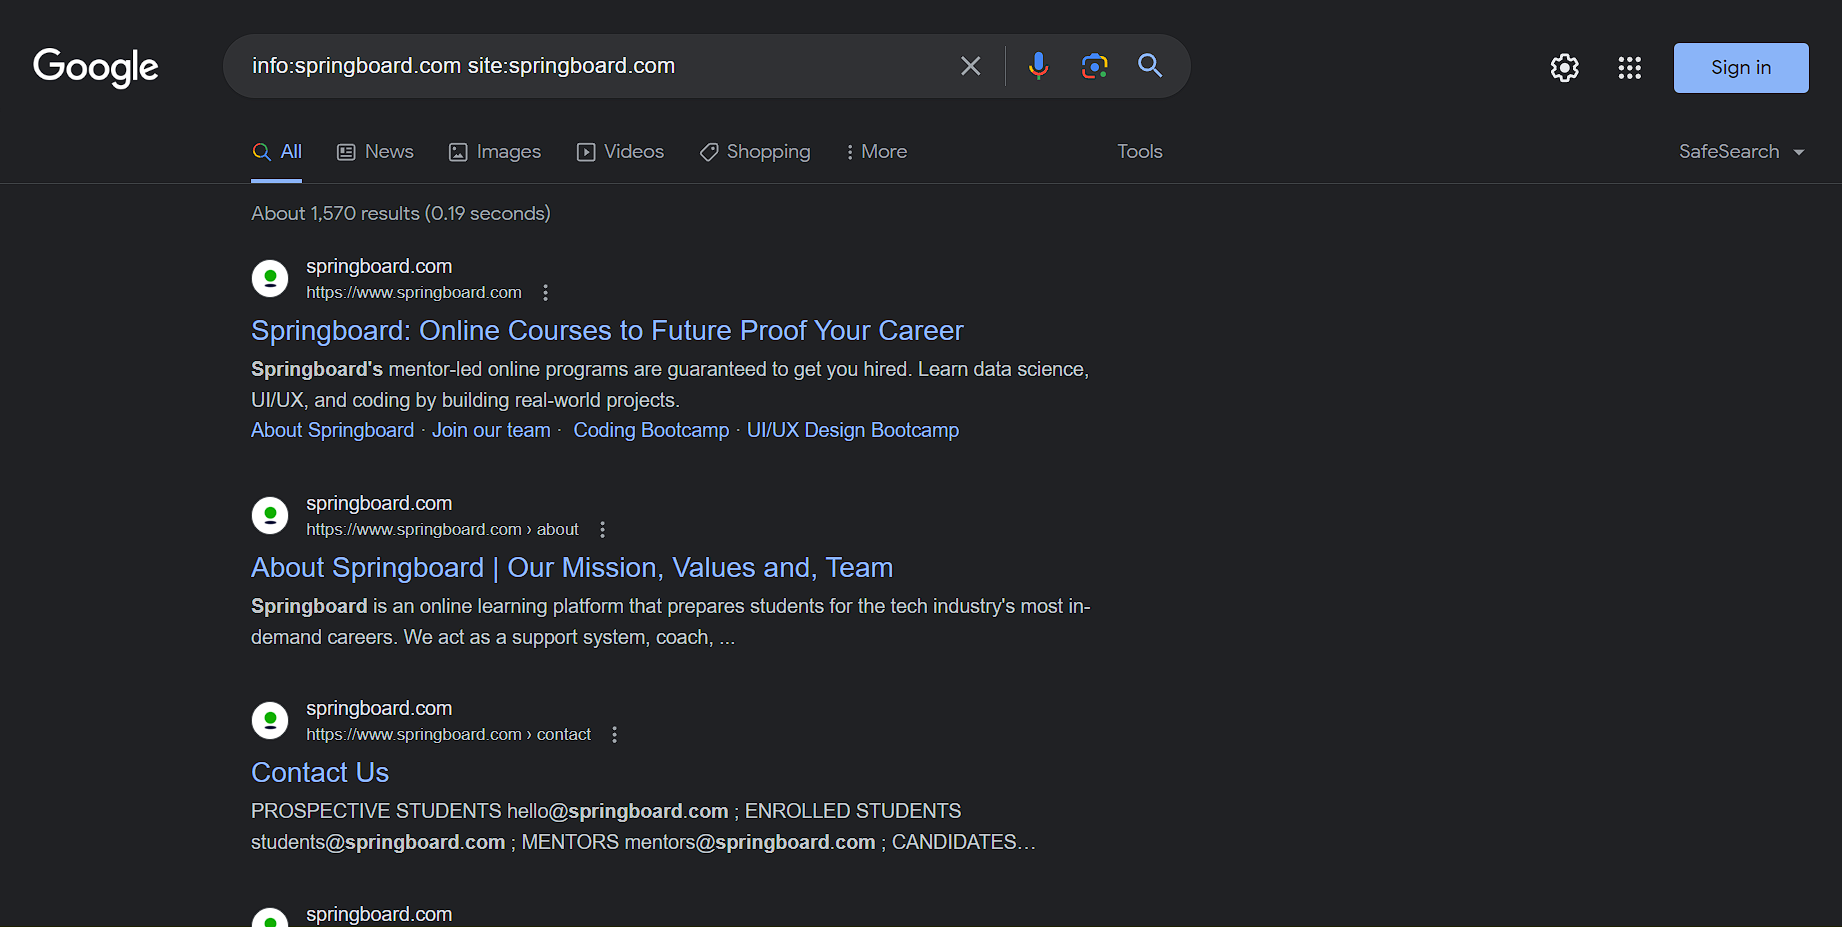 Google
info:springboard.com site:springboard.com
Sign in
All News Images Videos Shopping More Tools SafeSearch
About 1,570 results (0.19 seconds)
springboard.com
https://www.springboard.com
Springboard: Online Courses to Future Proof Your Career
Springboard's mentor-led online programs are guaranteed to get you hired. Learn data science,
UI/UX, and coding by building real-world projects.
About Springboard · Join our team · Coding Bootcamp · UI/UX Design Bootcamp
springboard.com
https://www.springboard.com › about
About Springboard | Our Mission, Values and, Team
Springboard is an online learning platform that prepares students for the tech industry's most in-
demand careers. We act as a support system, coach, ...
springboard.com
https://www.springboard.com › contact
Contact Us
PROSPECTIVE STUDENTS hello@springboard.com ; ENROLLED STUDENTS
students@springboard.com ; MENTORS mentors@springboard.com ; CANDIDATES…
springboard.com